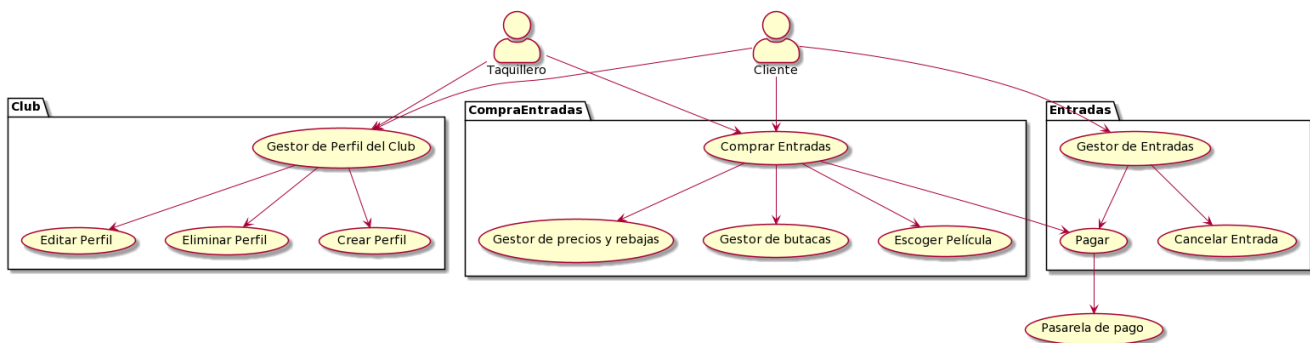 Taquillero
Cliente
Club
CompraEntradas
Entradas
Gestor de Perfil del Club
Comprar Entradas
Gestor de Entradas
Editar Perfil
Eliminar Perfil
Crear Perfil
Gestor de precios y rebajas
Gestor de butacas
Escoger Película
Pagar
Cancelar Entrada
Pasarela de pago